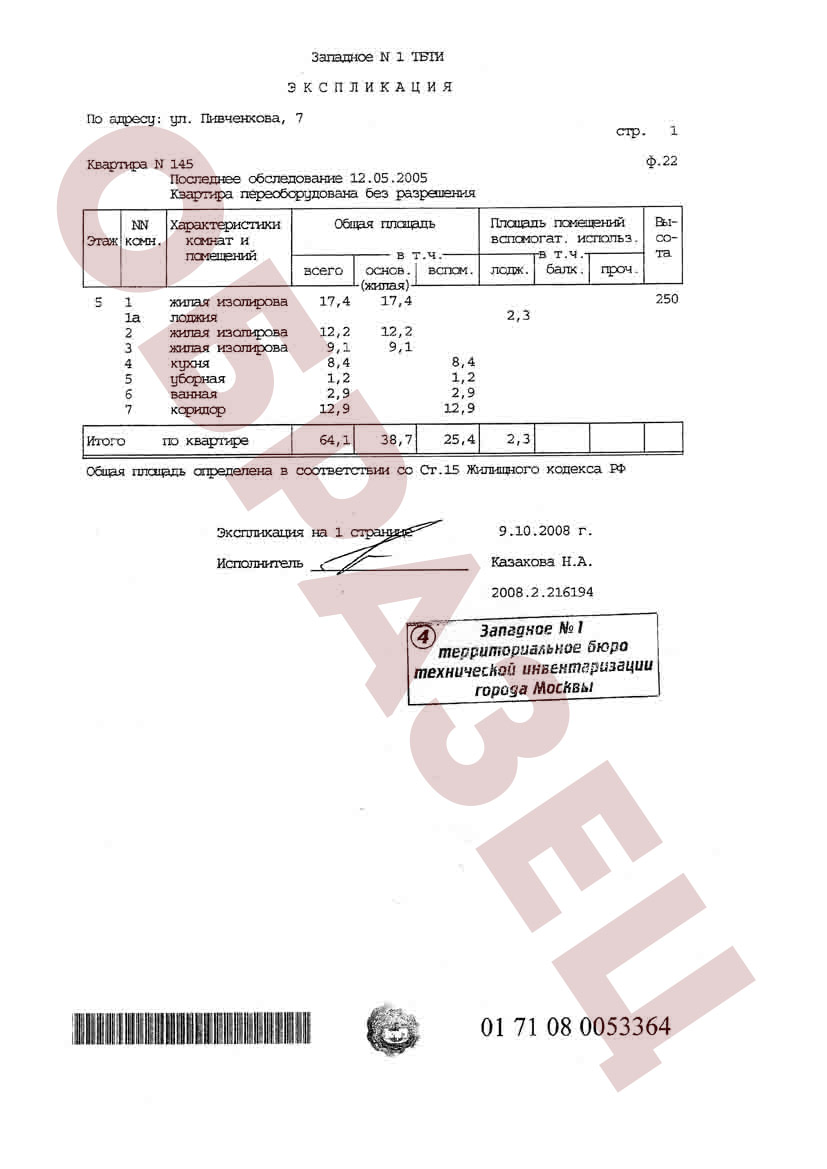 Западное N 1 ТБТИ
ЭКСПЛИКАЦИЯ
По адресу: ул. Пивченкова, 7
стр. 1
Квартира N 145
ф.22
Последнее обследование 12.05.2005
Квартира переоборудована без разрешения
Этаж NN комн. Характеристики комнат и помещений Общая площадь Площадь помещений вспомогат. использ. Вы-со-та
в т.ч. в т.ч.
всего основ. (жилая) вспом. лодж. балк. проч.
5 1 жилая изолирова 17,4 17,4 250
1а лоджия 2,3
2 жилая изолирова 12,2 12,2
3 жилая изолирова 9,1 9,1
4 кухня 8,4 8,4
5 уборная 1,2 1,2
6 ванная 2,9 2,9
7 коридор 12,9 12,9
Итого по квартире 64,1 38,7 25,4 2,3
Общая площадь определена в соответствии со Ст.15 Жилищного кодекса РФ
Экспликация на 1 странице 9.10.2008 г.
Исполнитель Казакова Н.А.
2008.2.216194
4 Западное №1
территориальное бюро
технической инвентаризации
города Москвы
01 71 08 0053364
ОБРАЗЕЦ